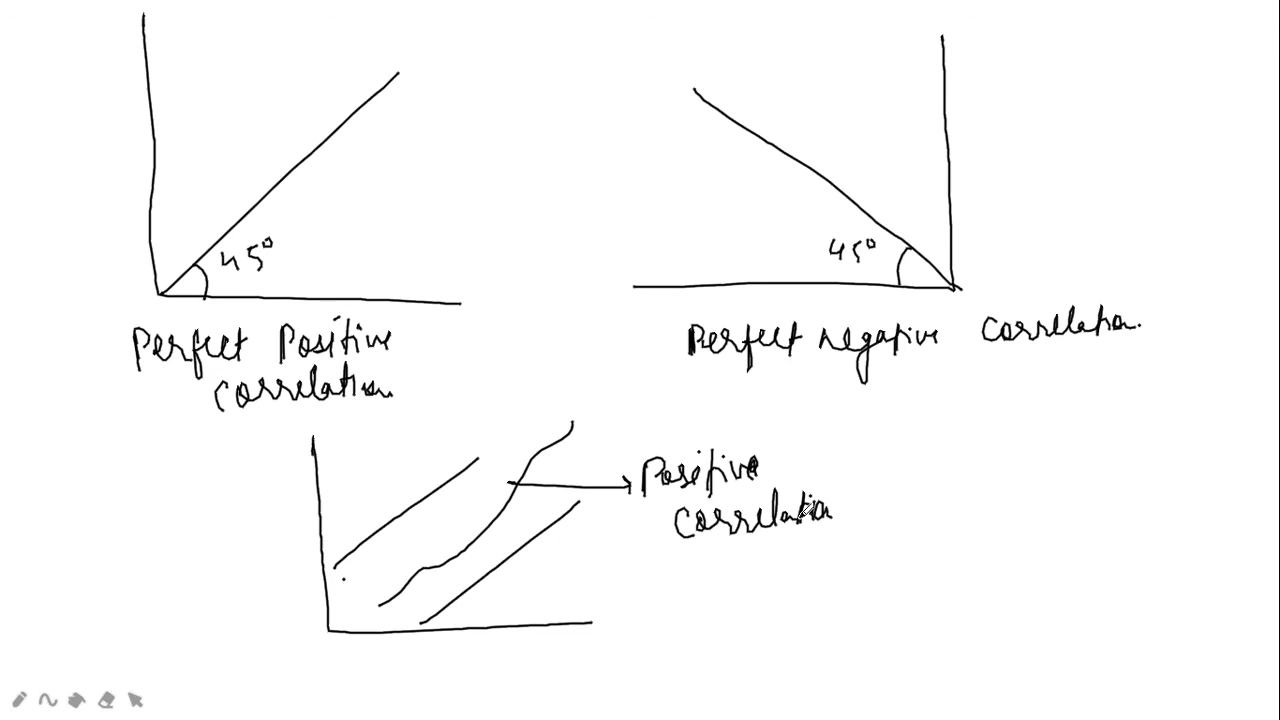 45°
45°
Perfect Positive
correlation
Perfect negative correlation.
Positive
correlation